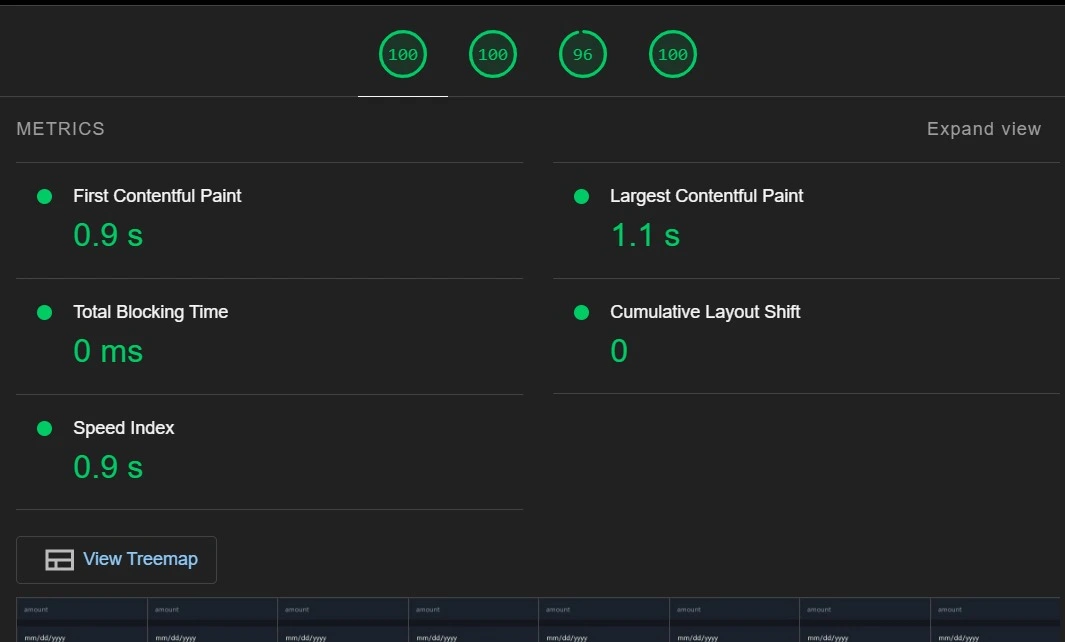 100 100 96 100
METRICS Expand view
First Contentful Paint Largest Contentful Paint
0.9 s 1.1 s
Total Blocking Time Cumulative Layout Shift
0 ms 0
Speed Index
0.9 s
View Treemap
amount amount amount amount amount amount amount amount
mm/dd/yyyy mm/dd/yyyy mm/dd/yyyy mm/dd/yyyy mm/dd/yyyy mm/dd/yyyy mm/dd/yyyy mm/dd/yyyy